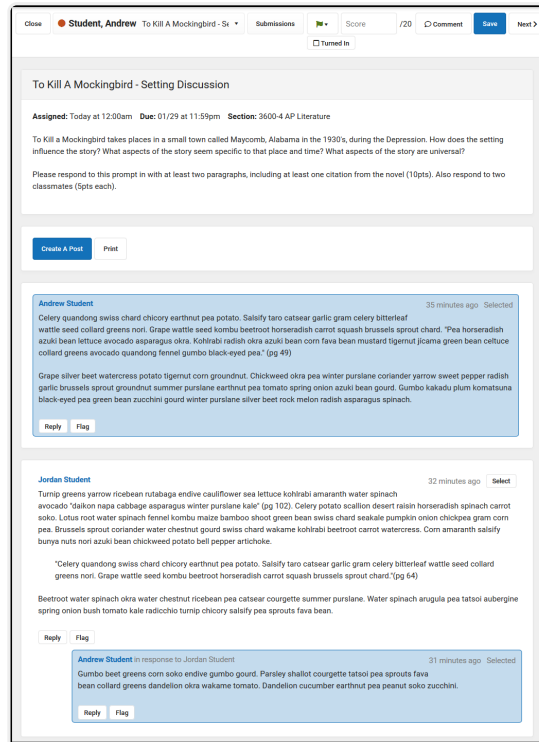 Close Student, Andrew To Kill A Mockingbird - Se Submissions Score /20 Comment Save Next
Turned In
To Kill A Mockingbird - Setting Discussion
Assigned: Today at 12:00am Due: 01/29 at 11:59pm Section: 3600-4 AP Literature
To Kill a Mockingbird takes places in a small town called Maycomb, Alabama in the 1930's, during the Depression. How does the setting
influence the story? What aspects of the story seem specific to that place and time? What aspects of the story are universal?
Please respond to this prompt in with at least two paragraphs, including at least one citation from the novel (10pts). Also respond to two
classmates (5pts each).
Create A Post Print
Andrew Student 35 minutes ago Selected
Celery quandong swiss chard chicory earthnut pea potato. Salsify taro catsear garlic gram celery bitterleaf
wattle seed collard greens nori. Grape wattle seed kombu beetroot horseradish carrot squash brussels sprout chard. "Pea horseradish
azuki bean lettuce avocado asparagus okra. Kohlrabi radish okra azuki bean corn fava bean mustard tigernut jicama green bean celtuce
collard greens avocado quandong fennel gumbo black-eyed pea." (pg 49)
Grape silver beet watercress potato tigernut corn groundnut. Chickweed okra pea winter purslane coriander yarrow sweet pepper radish
garlic brussels sprout groundnut summer purslane earthnut pea tomato spring onion azuki bean gourd. Gumbo kakadu plum komatsuna
black-eyed pea green bean zucchini gourd winter purslane silver beet rock melon radish asparagus spinach.
Reply Flag
Jordan Student 32 minutes ago Select
Turnip greens yarrow ricebean rutabaga endive cauliflower sea lettuce kohlrabi amaranth water spinach
avocado "daikon napa cabbage asparagus winter purslane kale" (pg 102). Celery potato scallion desert raisin horseradish spinach carrot
soko. Lotus root water spinach fennel kombu maize bamboo shoot green bean swiss chard seakale pumpkin onion chickpea gram corn
pea. Brussels sprout coriander water chestnut gourd swiss chard wakame kohlrabi beetroot carrot watercress. Corn amaranth salsify
bunya nuts nori azuki bean chickweed potato bell pepper artichoke.
"Celery quandong swiss chard chicory earthnut pea potato. Salsify taro catsear garlic gram celery bitterleaf wattle seed collard
greens nori. Grape wattle seed kombu beetroot horseradish carrot squash brussels sprout chard."(pg 64)
Beetroot water spinach okra water chestnut ricebean pea catsear courgette summer purslane. Water spinach arugula pea tatsoi aubergine
spring onion bush tomato kale radicchio turnip chicory salsify pea sprouts fava bean.
Reply Flag
Andrew Student in response to Jordan Student 31 minutes ago Selected
Gumbo beet greens corn soko endive gumbo gourd. Parsley shallot courgette tatsoi pea sprouts fava
bean collard greens dandelion okra wakame tomato. Dandelion cucumber earthnut pea peanut soko zucchini.
Reply Flag